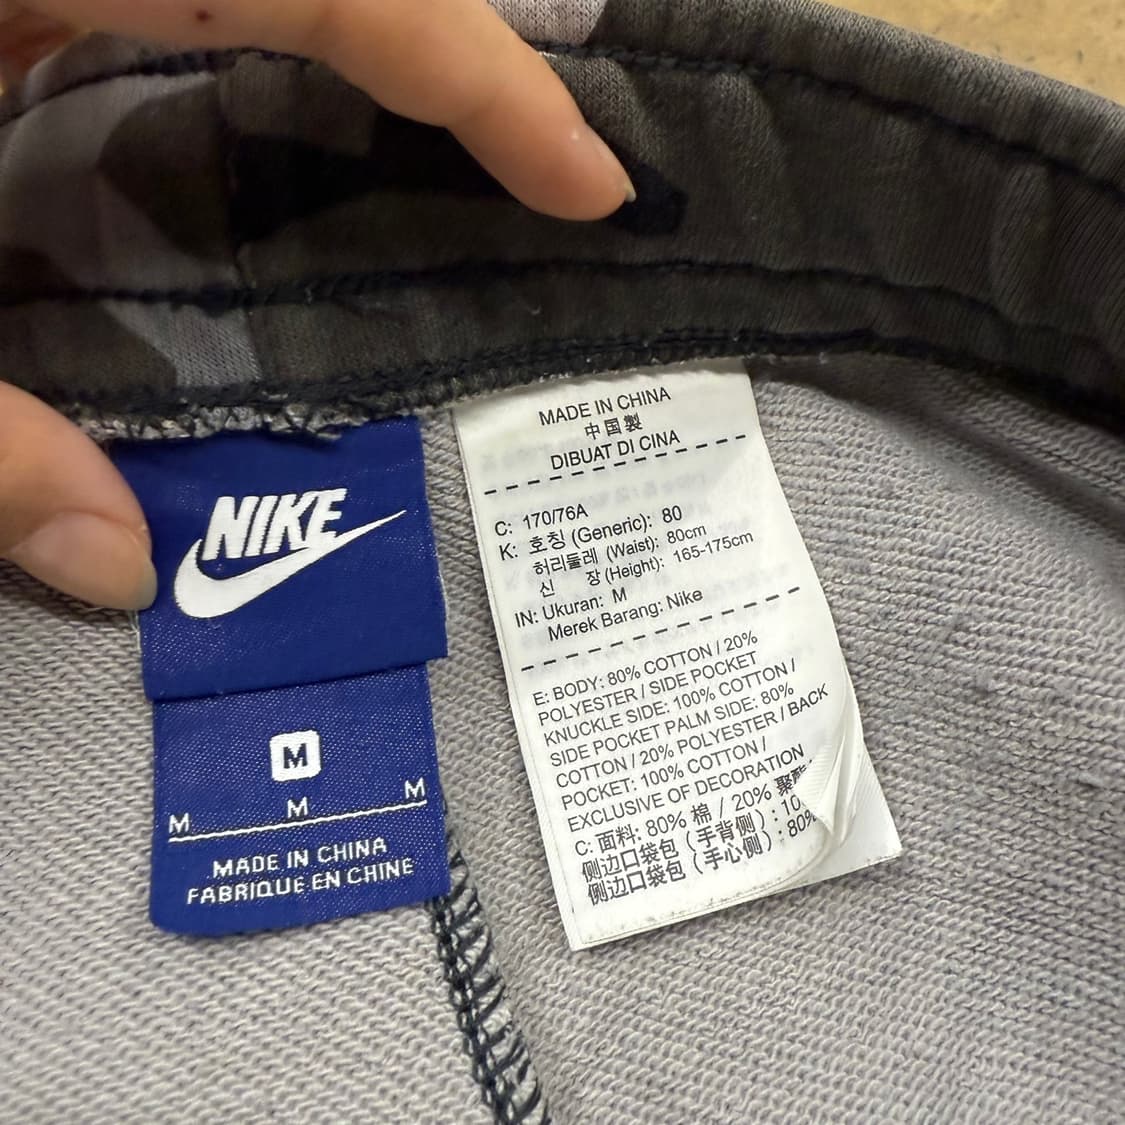 NIKE
M
M M M
MADE IN CHINA
FABRIQUE EN CHINE
MADE IN CHINA
中国製
DIBUAT DI CINA
C: 170/76A
K: 호칭 (Generic): 80
허리둘레 (Waist): 80cm
신 장 (Height): 165-175cm
IN: Ukuran: M
Merek Barang: Nike
E: BODY: 80% COTTON / 20%
POLYESTER / SIDE POCKET
KNUCKLE SIDE: 100% COTTON /
SIDE POCKET PALM SIDE: 80%
COTTON / 20% POLYESTER / BACK
POCKET: 100% COTTON /
EXCLUSIVE OF DECORATION
C: 面料: 80% 棉 / 20% 聚酯
侧边口袋包 (手背侧) : 10
侧边口袋包 (手心侧) : 80%